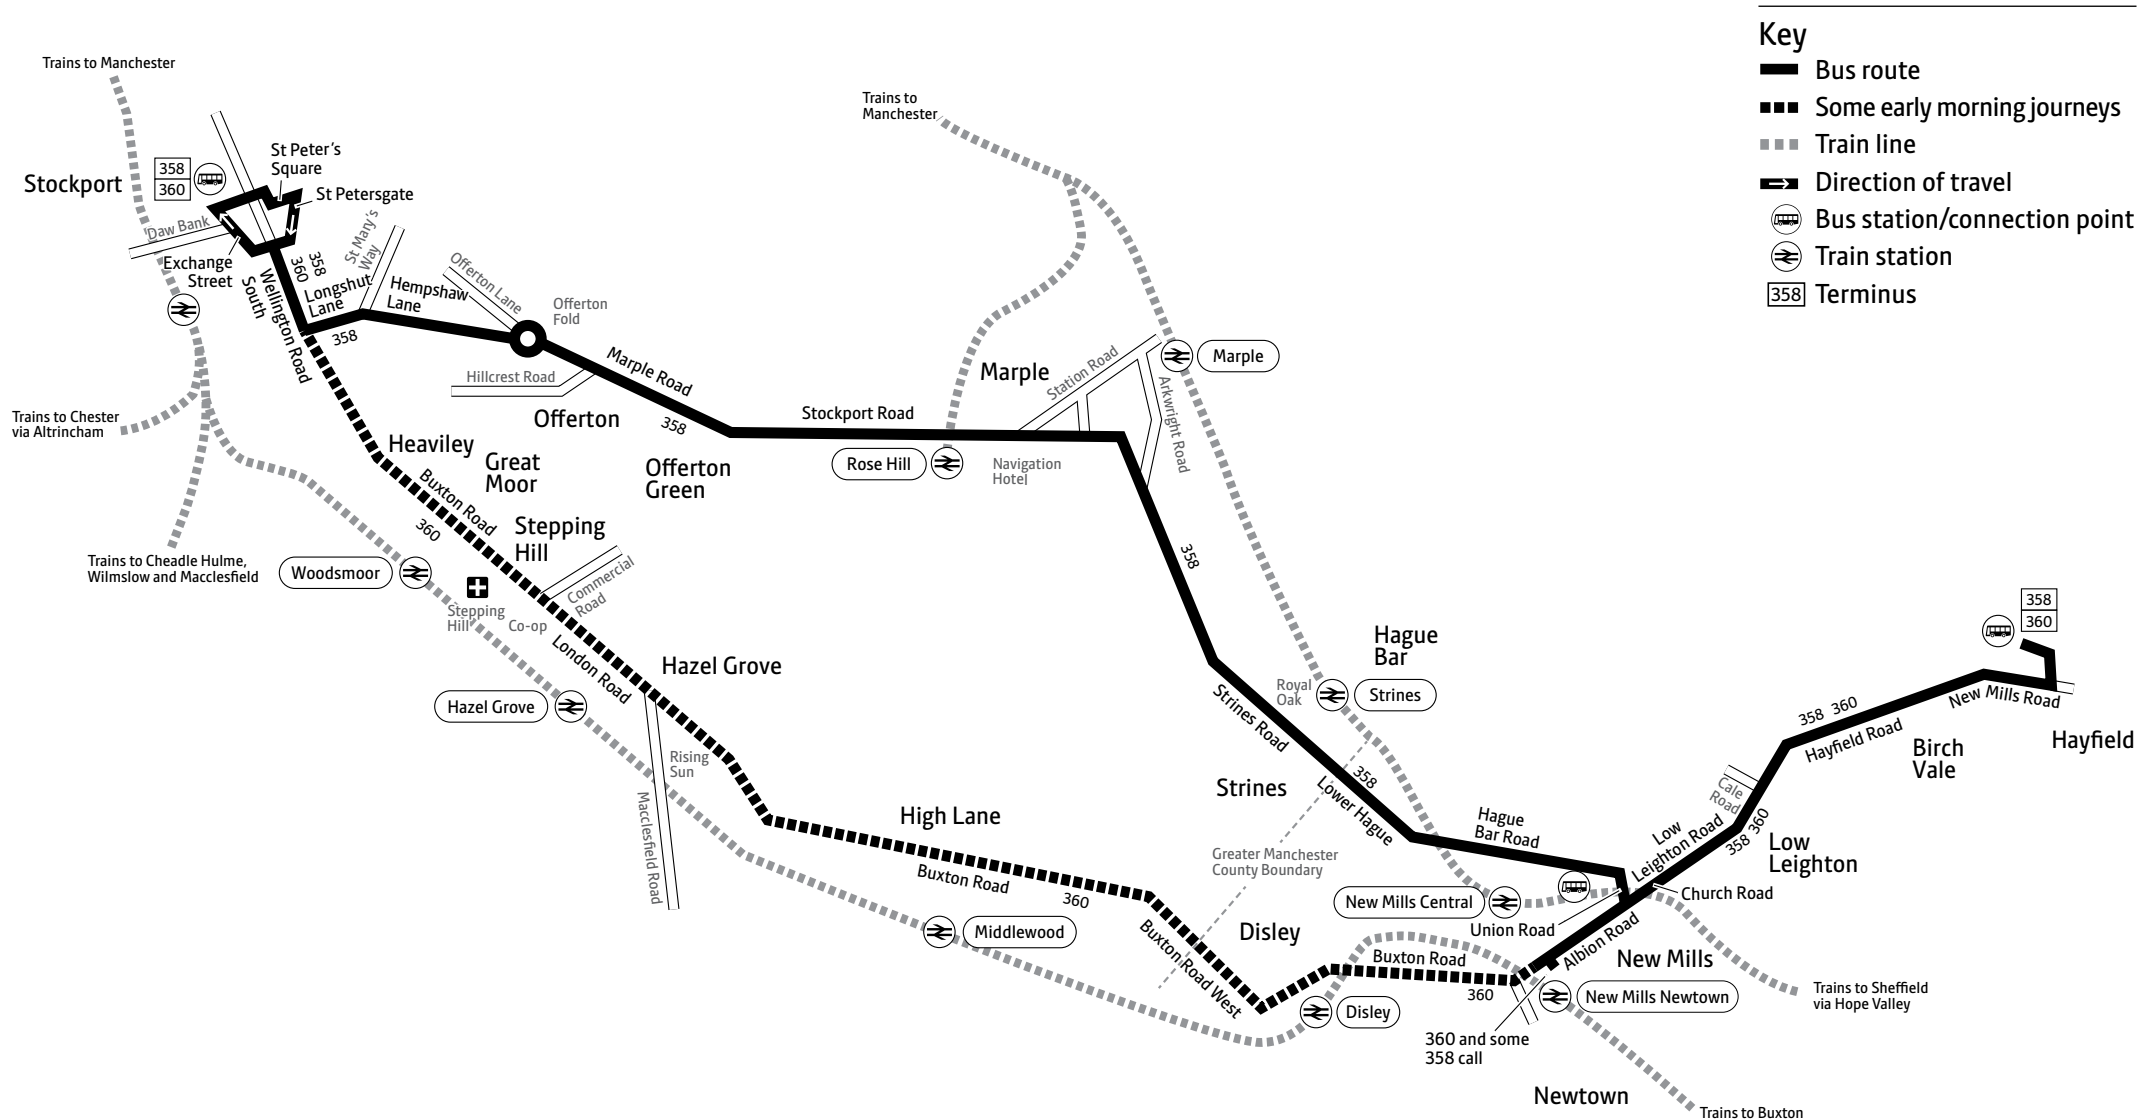 Key
Bus route
Some early morning journeys
Train line
Direction of travel
Bus station/connection point
Train station
358 Terminus
Trains to Manchester
Stockport
358
360
St Peter's
Square
St Petersgate
Daw Bank
Exchange
Street
St Mary's
Way
358
360
Wellington Road
South
Longshut
Lane
358
Hempshaw
Lane
Offerton Lane
Offerton
Fold
Hillcrest Road
Marple Road
Offerton
358
Offerton
Green
Stockport Road
Rose Hill
Trains to
Manchester
Marple
Station Road
Marple
Arkwright Road
Navigation
Hotel
358
Trains to Chester
via Altrincham
Trains to Cheadle Hulme,
Wilmslow and Macclesfield
Heaviley
Great
Moor
Buxton Road
360
Stepping
Hill
Woodsmoor
Stepping
Hill
Co-op
Commercial
Road
London Road
Hazel Grove
Hazel Grove
Rising
Sun
Macclesfield Road
High Lane
Buxton Road
360
Middlewood
Hague
Bar
Royal
Oak
Strines
Strines Road
Strines
358
Lower Hague
Greater Manchester
County Boundary
Hague
Bar Road
Disley
Buxton Road West
Disley
Buxton Road
360
New Mills Central
Union Road
Albion Road
New Mills
New Mills Newtown
360 and some
358 call
Newtown
Trains to Buxton
Trains to Sheffield
via Hope Valley
Church Road
Low
Leighton Road
358 360
Low
Leighton
Cale
Road
358 360
Hayfield Road
Birch
Vale
New Mills Road
358
360
Hayfield